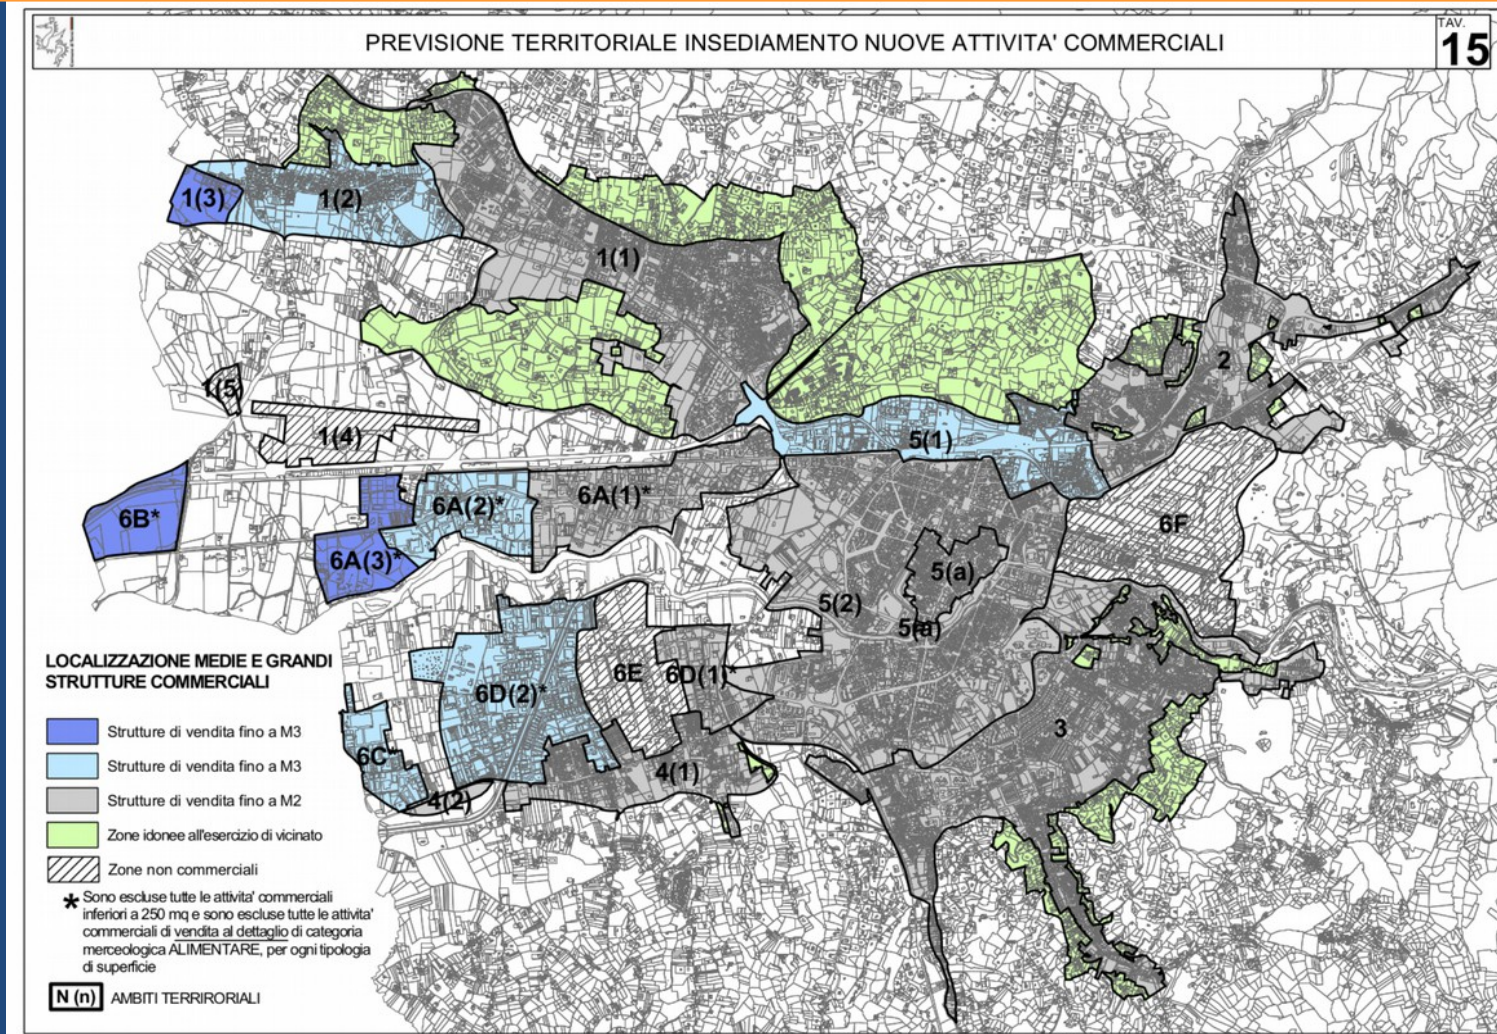 PREVISIONE TERRITORIALE INSEDIAMENTO NUOVE ATTIVITA' COMMERCIALI
TAV.
15
1(3)
1(2)
1(1)
2
1(5)
1(4)
5(1)
6B*
6A(2)*
6A(1)*
6F
6A(3)*
5(a)
5(2)
5(a)
6E
6D(1)*
6D(2)*
3
6C*
4(1)
4(2)
LOCALIZZAZIONE MEDIE E GRANDI
STRUTTURE COMMERCIALI
Strutture di vendita fino a M3
Strutture di vendita fino a M3
Strutture di vendita fino a M2
Zone idonee all'esercizio di vicinato
Zone non commerciali
* Sono escluse tutte le attivita' commerciali
inferiori a 250 mq e sono escluse tutte le attivita'
commerciali di vendita al dettaglio di categoria
merceologica ALIMENTARE, per ogni tipologia
di superficie
N (n) AMBITI TERRIRORIALI